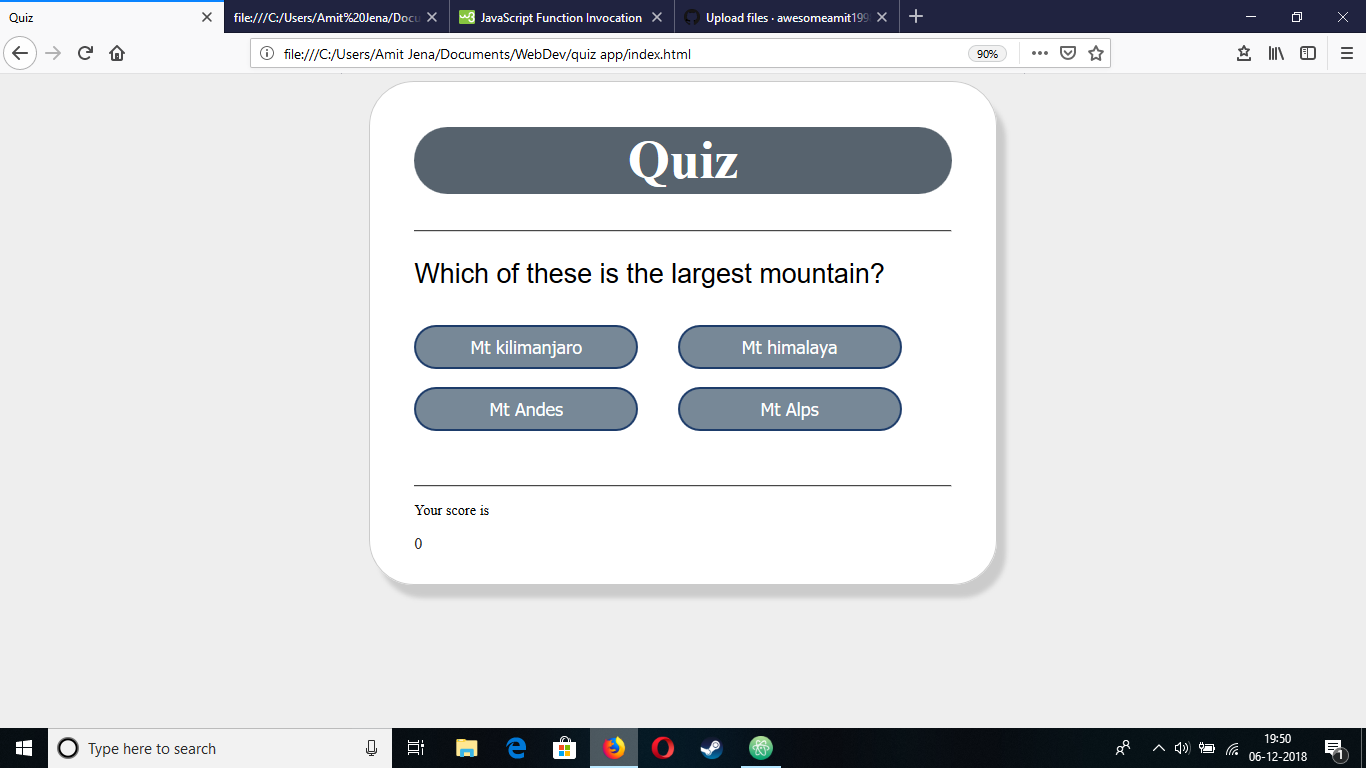 Quiz
file:///C:/Users/Amit%20Jena/Docu
JavaScript Function Invocation
Upload files · awesomeamit199
file:///C:/Users/Amit Jena/Documents/WebDev/quiz app/index.html
90%
Quiz
Which of these is the largest mountain?
Mt kilimanjaro
Mt himalaya
Mt Andes
Mt Alps
Your score is
0
Type here to search
19:50
06-12-2018
1